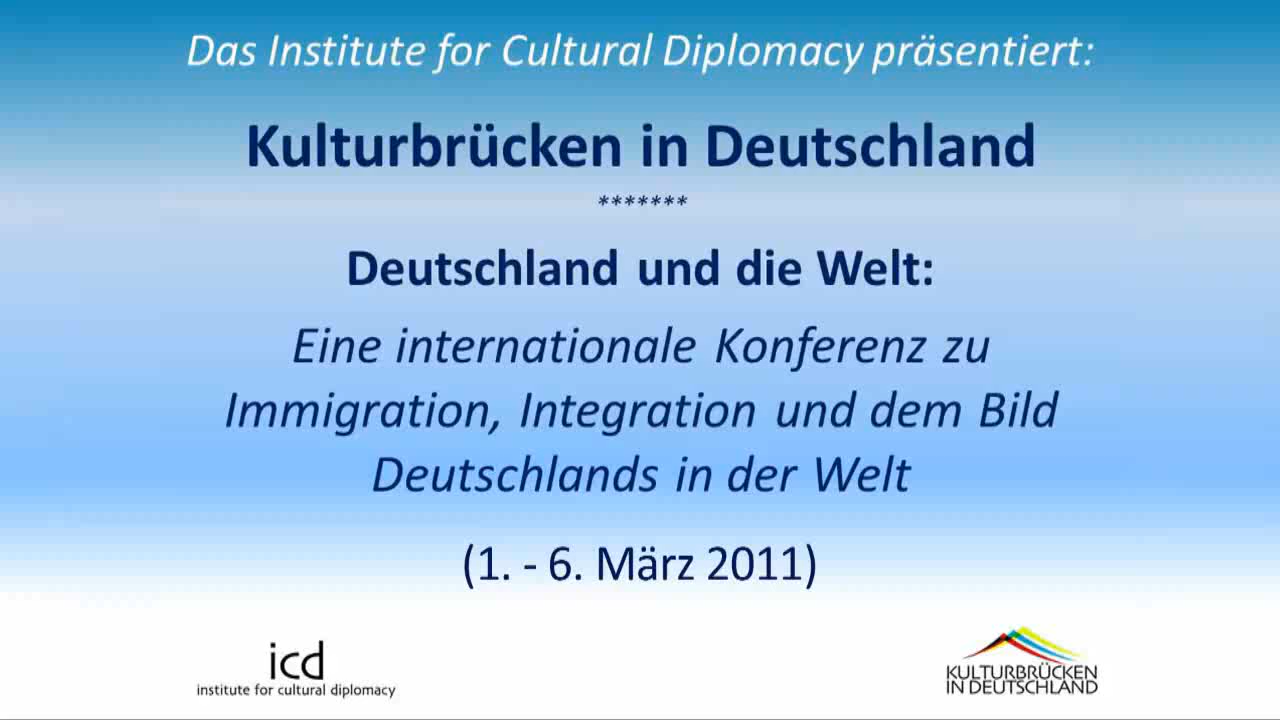 Das Institute for Cultural Diplomacy präsentiert:
Kulturbrücken in Deutschland
*******
Deutschland und die Welt:
Eine internationale Konferenz zu
Immigration, Integration und dem Bild
Deutschlands in der Welt
(1. - 6. März 2011)
icd
institute for cultural diplomacy
KULTURBRÜCKEN
IN DEUTSCHLAND